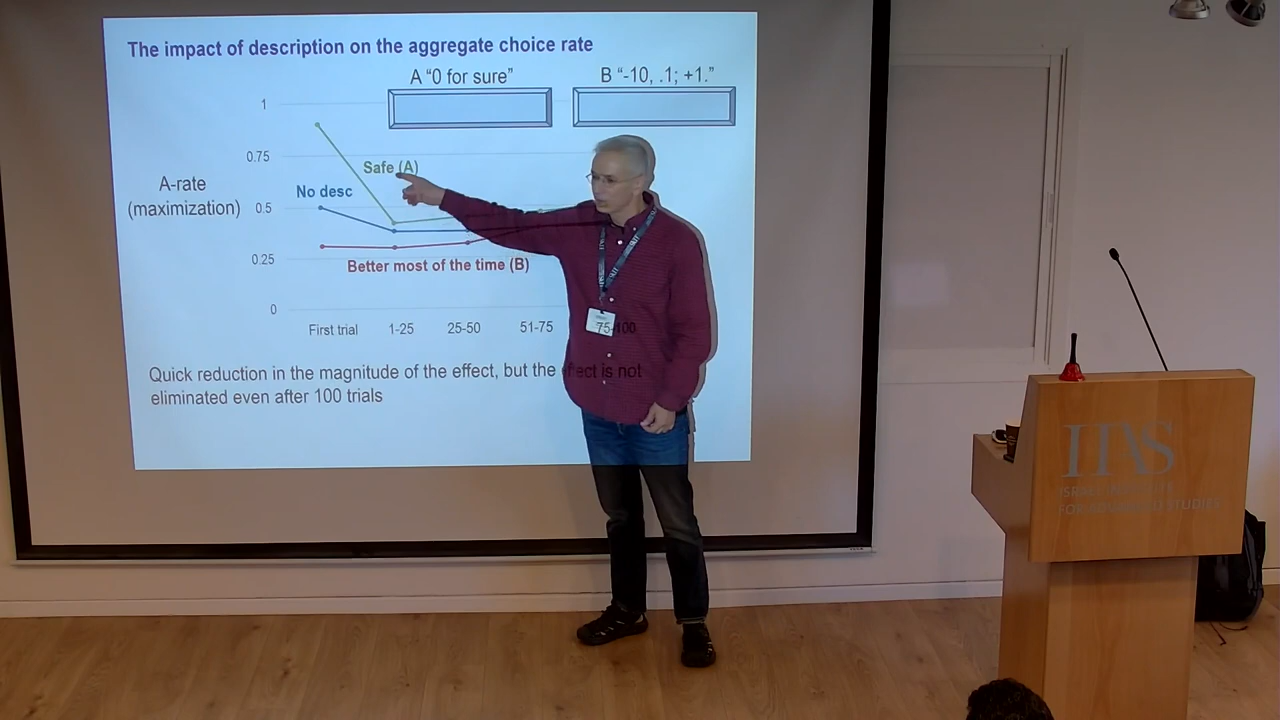 The impact of description on the aggregate choice rate
A “0 for sure”
B “-10, .1; +1.”
1
0.75
0.5
0.25
0
A-rate
(maximization)
Safe (A)
No desc
Better most of the time (B)
First trial
1-25
25-50
51-75
75-100
Quick reduction in the magnitude of the effect, but the effect is not
eliminated even after 100 trials
IIAS
ISRAEL INSTITUTE
FOR ADVANCED STUDIES